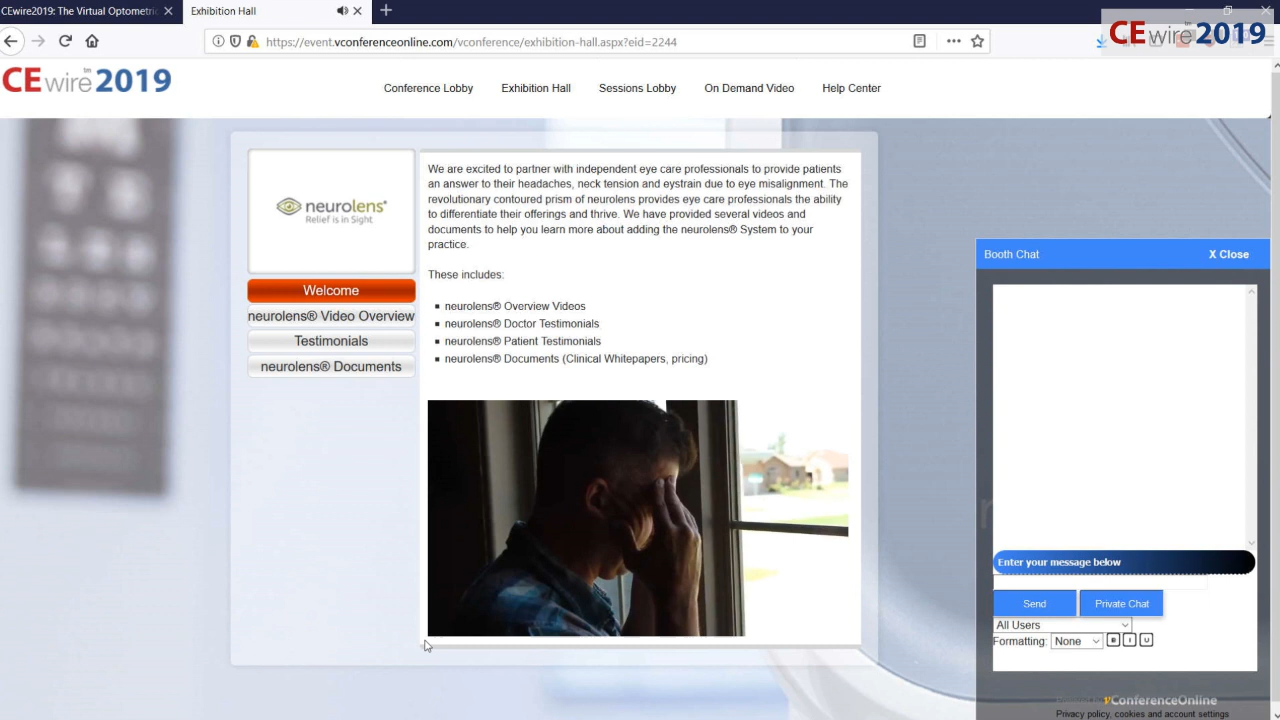 CEwire2019: The Virtual Optometric
Exhibition Hall
https://event.vconferenceonline.com/vconference/exhibition-hall.aspx?eid=2244
CEwire™2019
CEwire™2019
Conference Lobby
Exhibition Hall
Sessions Lobby
On Demand Video
Help Center
neurolens®
Relief is in Sight
Welcome
neurolens® Video Overview
Testimonials
neurolens® Documents
We are excited to partner with independent eye care professionals to provide patients
an answer to their headaches, neck tension and eystrain due to eye misalignment. The
revolutionary contoured prism of neurolens provides eye care professionals the ability
to differentiate their offerings and thrive. We have provided several videos and
documents to help you learn more about adding the neurolens® System to your
practice.
These includes:
▪ neurolens® Overview Videos
▪ neurolens® Doctor Testimonials
▪ neurolens® Patient Testimonials
▪ neurolens® Documents (Clinical Whitepapers, pricing)
Booth Chat
X Close
Enter your message below
Send
Private Chat
All Users
Formatting: None B I U
vConferenceOnline
Privacy policy, cookies and account settings